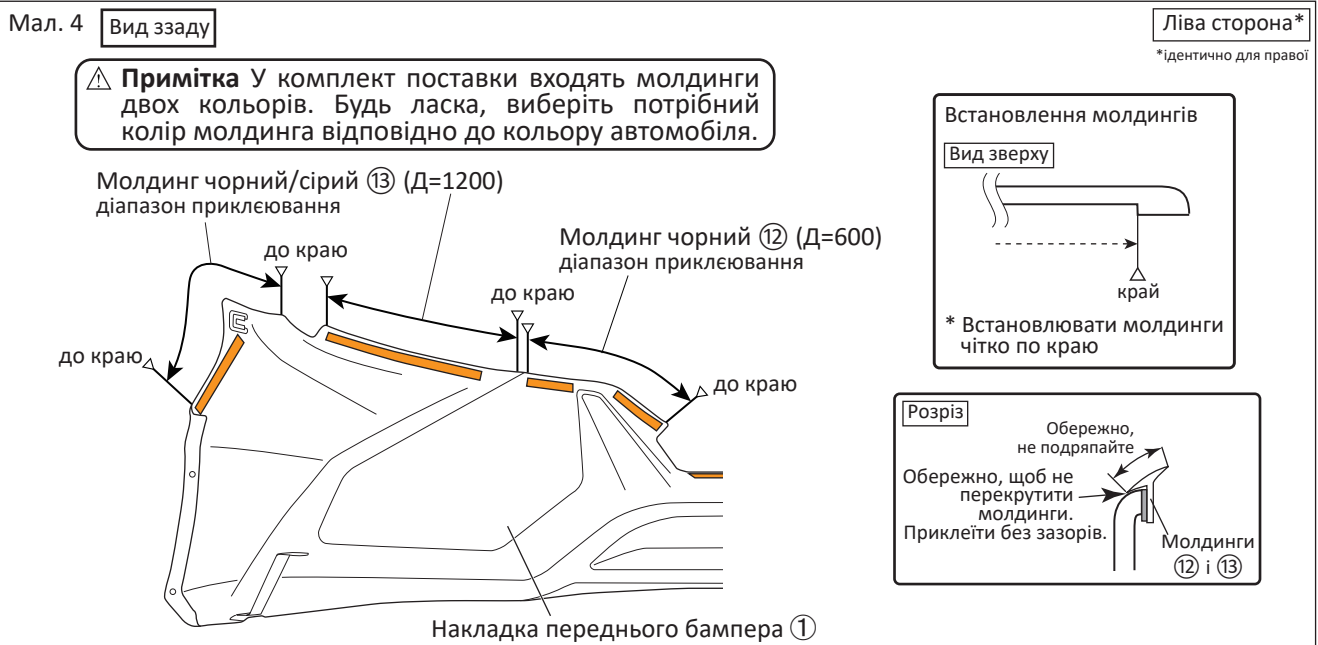 Мал. 4
Вид ззаду
Ліва сторона*
*ідентично для правої
⚠ Примітка У комплект поставки входять молдинги
двох кольорів. Будь ласка, виберіть потрібний
колір молдинга відповідно до кольору автомобіля.
Молдинг чорний/сірий ⑬ (Д=1200)
діапазон приклєювання
до краю
Молдинг чорний ⑫ (Д=600)
діапазон приклєювання
до краю
до краю
до краю
Накладка переднього бампера ①
Встановлення молдингів
Вид зверху
край
* Встановлювати молдинги
чітко по краю
Розріз
Обережно,
не подряпайте
Обережно, щоб не
перекрутити
молдинги.
Приклеїти без зазорів.
Молдинги
⑫ і ⑬